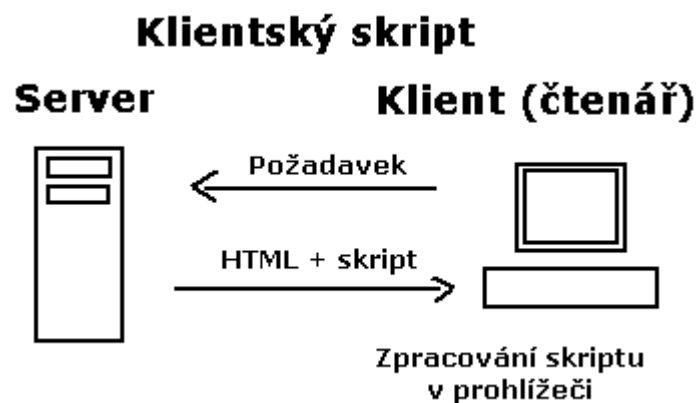 Klientský skript
Server
Klient (čtenář)
Požadavek
HTML + skript
Zpracování skriptu
v prohlížeči